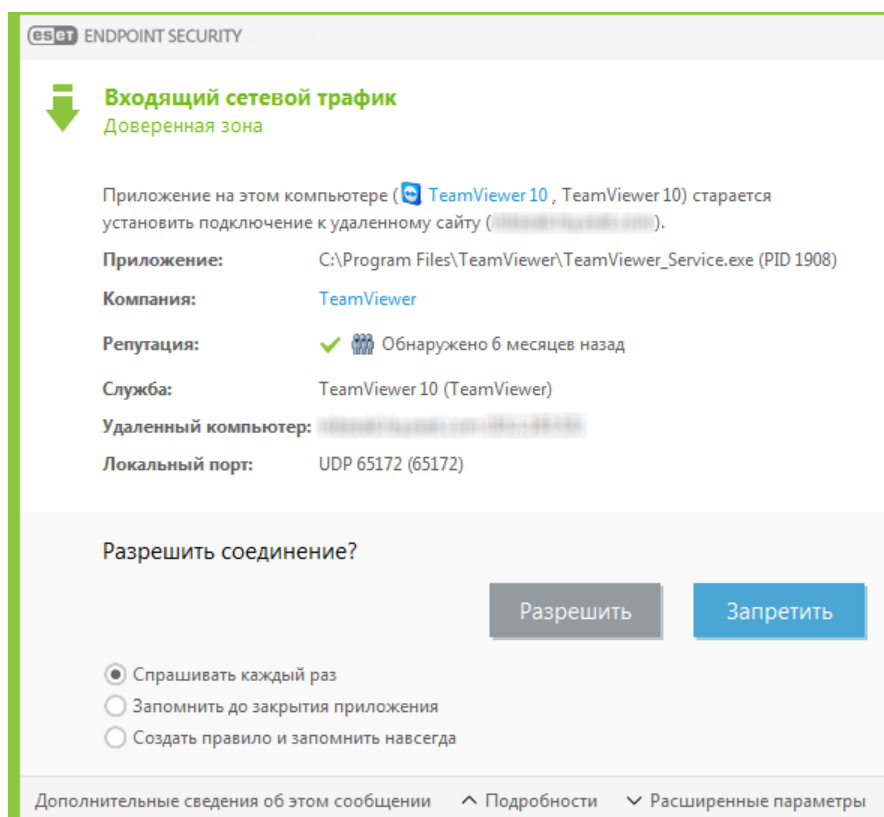 eset ENDPOINT SECURITY
Входящий сетевой трафик
Доверенная зона
Приложение на этом компьютере ( TeamViewer 10 , TeamViewer 10) старается
установить подключение к удаленному сайту ( ).
Приложение: C:\Program Files\TeamViewer\TeamViewer_Service.exe (PID 1908)
Компания: TeamViewer
Репутация: Обнаружено 6 месяцев назад
Служба: TeamViewer 10 (TeamViewer)
Удаленный компьютер:
Локальный порт: UDP 65172 (65172)
Разрешить соединение?
Разрешить Запретить
Спрашивать каждый раз
Запомнить до закрытия приложения
Создать правило и запомнить навсегда
Дополнительные сведения об этом сообщении Подробности Расширенные параметры